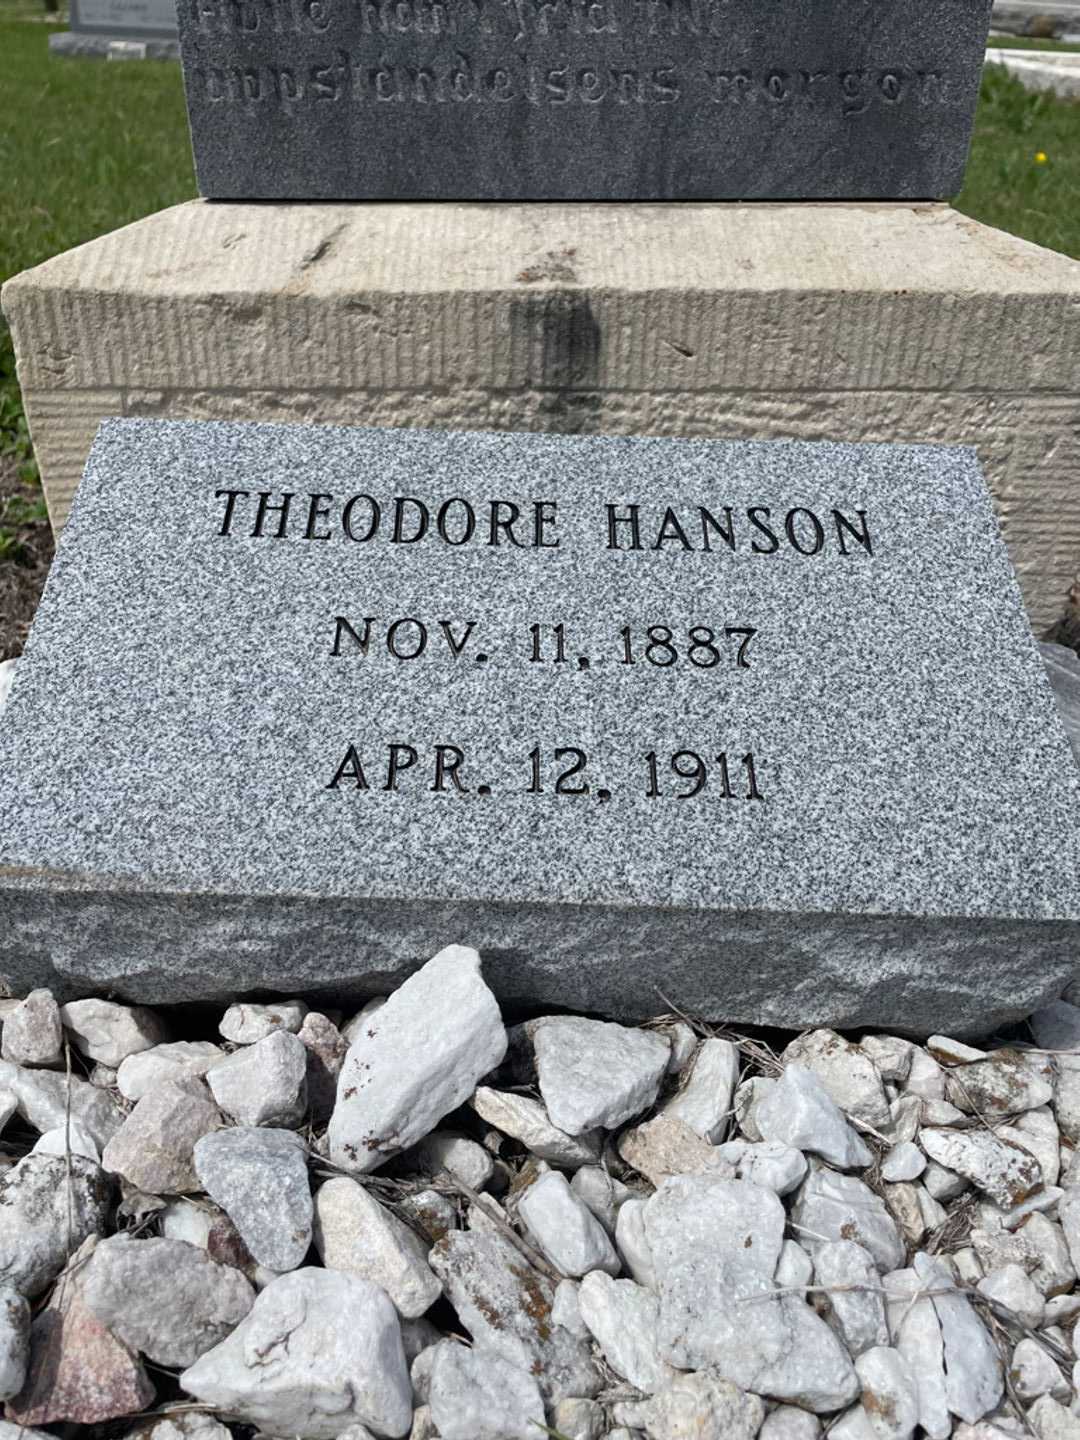 uppståndelsens morgon
THEODORE HANSON
NOV. 11, 1887
APR. 12, 1911